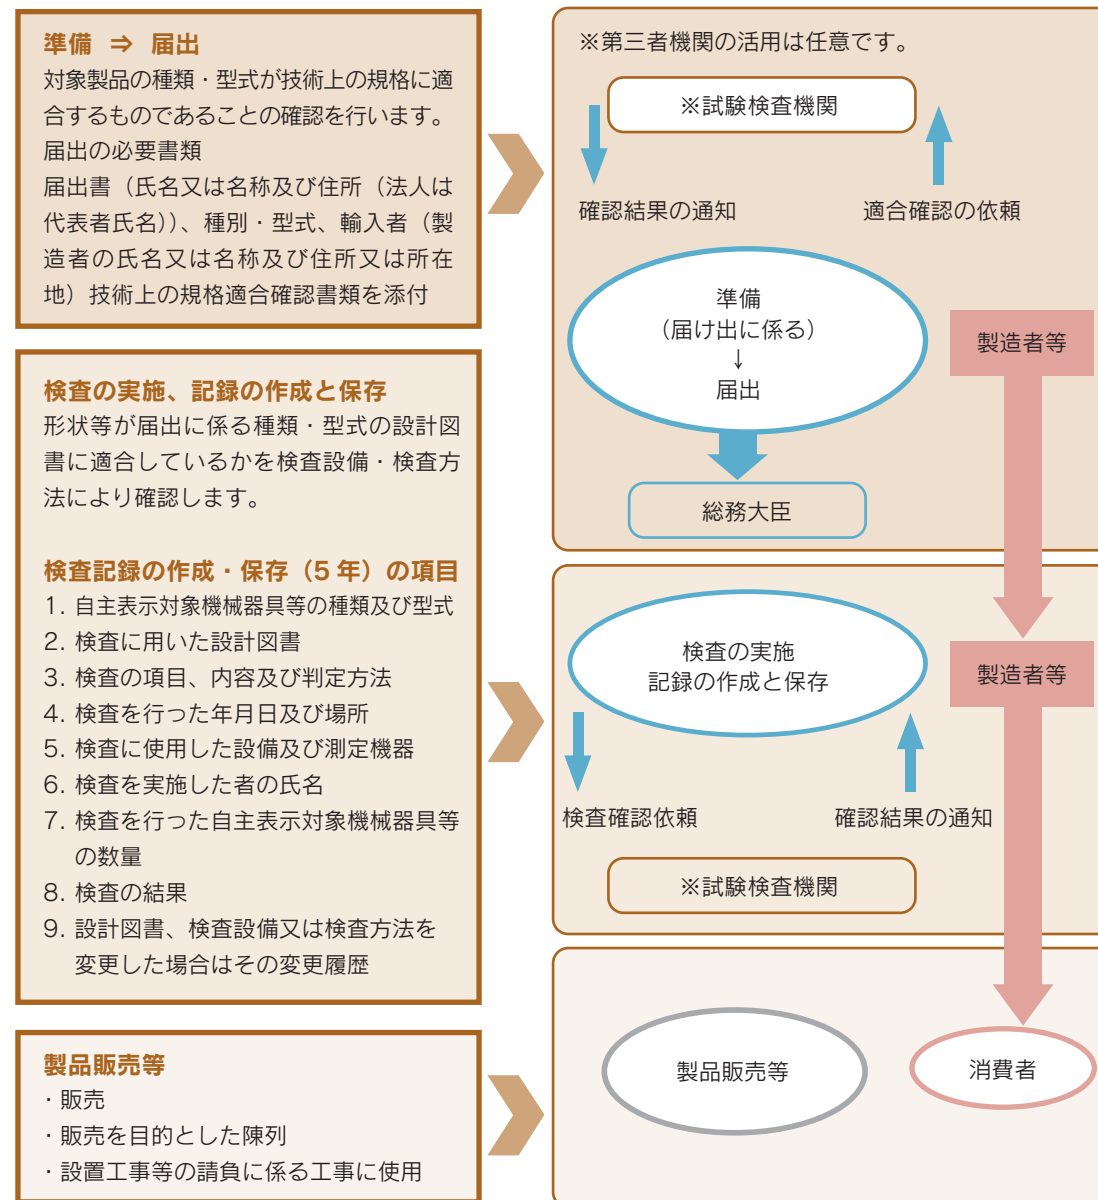 準備 ⇒ 届出
対象製品の種類・型式が技術上の規格に適
合するものであることの確認を行います。
届出の必要書類
届出書（氏名又は名称及び住所（法人は
代表者氏名））、種別・型式、輸入者（製
造者の氏名又は名称及び住所又は所在
地）技術上の規格適合確認書類を添付
※第三者機関の活用は任意です。
※試験検査機関
確認結果の通知
適合確認の依頼
準備
（届け出に係る）
↓
届出
製造者等
総務大臣
検査の実施、記録の作成と保存
形状等が届出に係る種類・型式の設計図
書に適合しているかを検査設備・検査方
法により確認します。
検査記録の作成・保存（5 年）の項目
1. 自主表示対象機械器具等の種類及び型式
2. 検査に用いた設計図書
3. 検査の項目、内容及び判定方法
4. 検査を行った年月日及び場所
5. 検査に使用した設備及び測定機器
6. 検査を実施した者の氏名
7. 検査を行った自主表示対象機械器具等
の数量
8. 検査の結果
9. 設計図書、検査設備又は検査方法を
変更した場合はその変更履歴
検査の実施
記録の作成と保存
製造者等
検査確認依頼
確認結果の通知
※試験検査機関
製品販売等
・販売
・販売を目的とした陳列
・設置工事等の請負に係る工事に使用
製品販売等
消費者